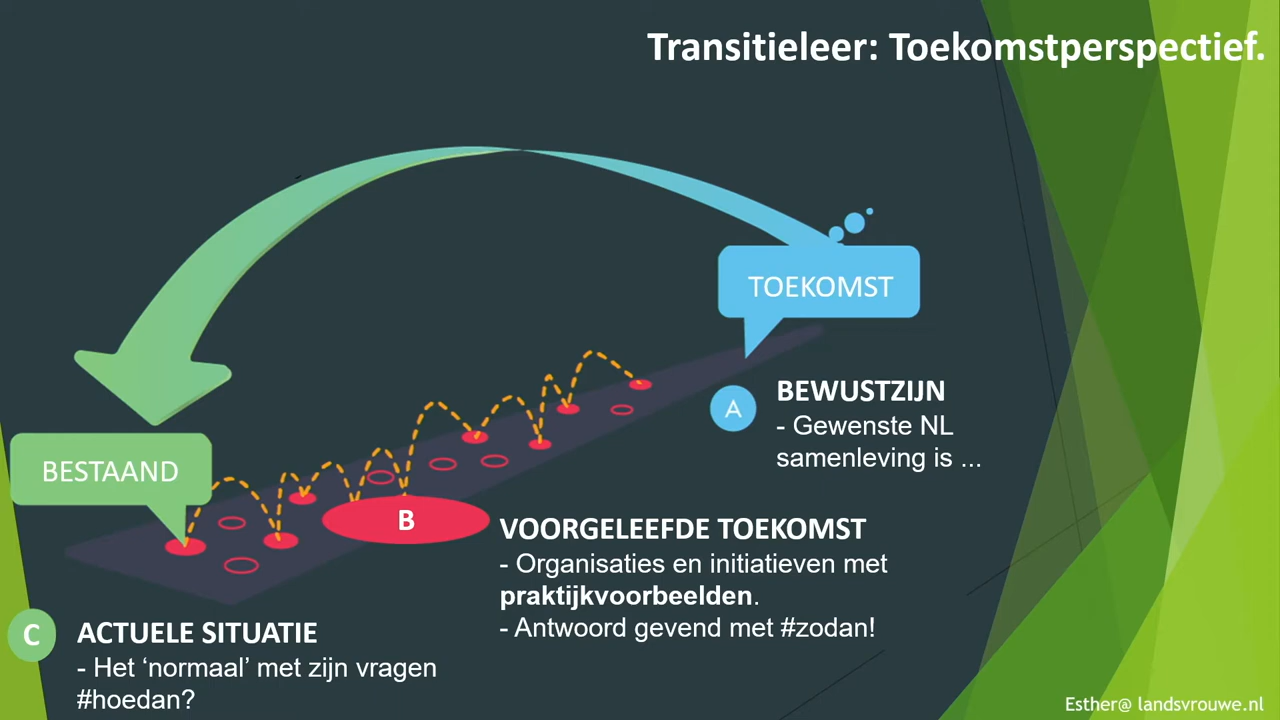 Transitieleer: Toekomstperspectief.
TOEKOMST
A
BEWUSTZIJN
- Gewenste NL
samenleving is ...
BESTAAND
B
VOORGELEEFDE TOEKOMST
- Organisaties en initiatieven met
praktijkvoorbeelden.
- Antwoord gevend met #zodan!
C
ACTUELE SITUATIE
- Het ‘normaal’ met zijn vragen
#hoedan?
Esther@ landsvrouwe.nl